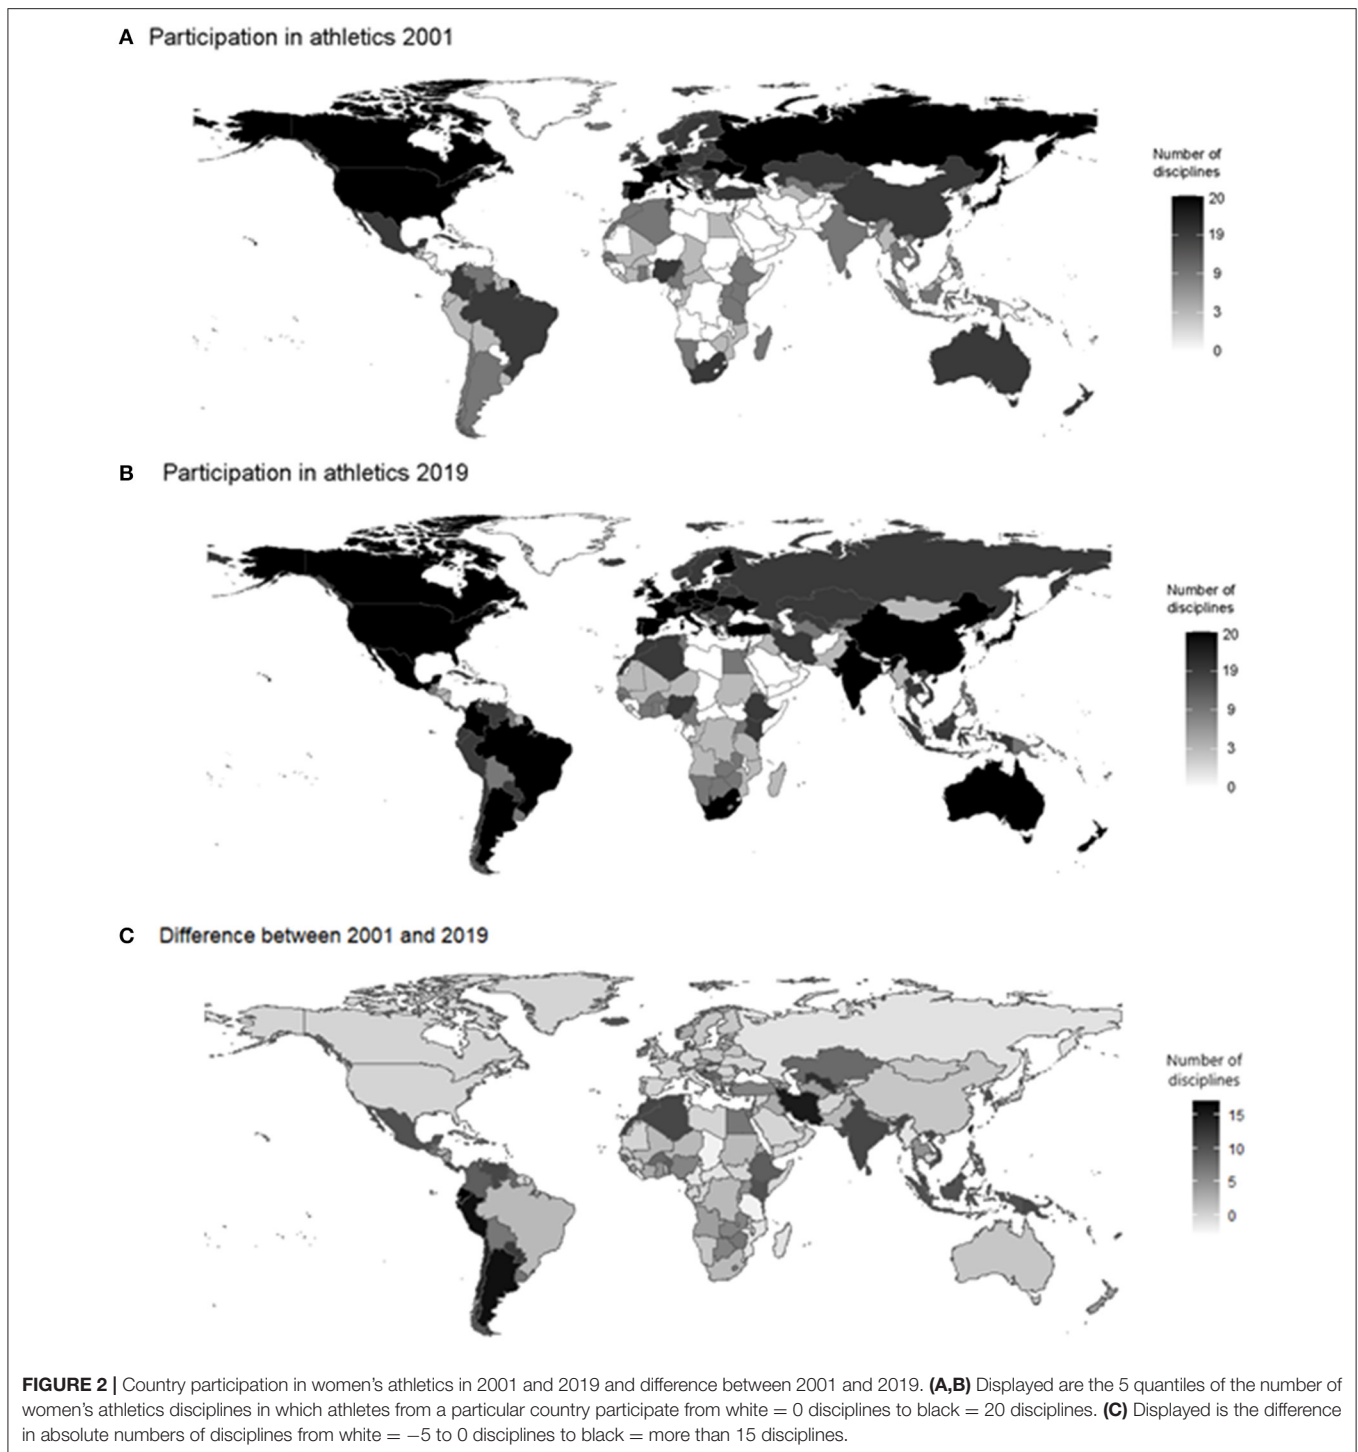 A Participation in athletics 2001
Number of
disciplines
20
19
9
3
0
B Participation in athletics 2019
Number of
disciplines
20
19
9
3
0
C Difference between 2001 and 2019
Number of
disciplines
15
10
5
0
FIGURE 2 | Country participation in women's athletics in 2001 and 2019 and difference between 2001 and 2019. (A,B) Displayed are the 5 quantiles of the number of
women's athletics disciplines in which athletes from a particular country participate from white = 0 disciplines to black = 20 disciplines. (C) Displayed is the difference
in absolute numbers of disciplines from white = −5 to 0 disciplines to black = more than 15 disciplines.